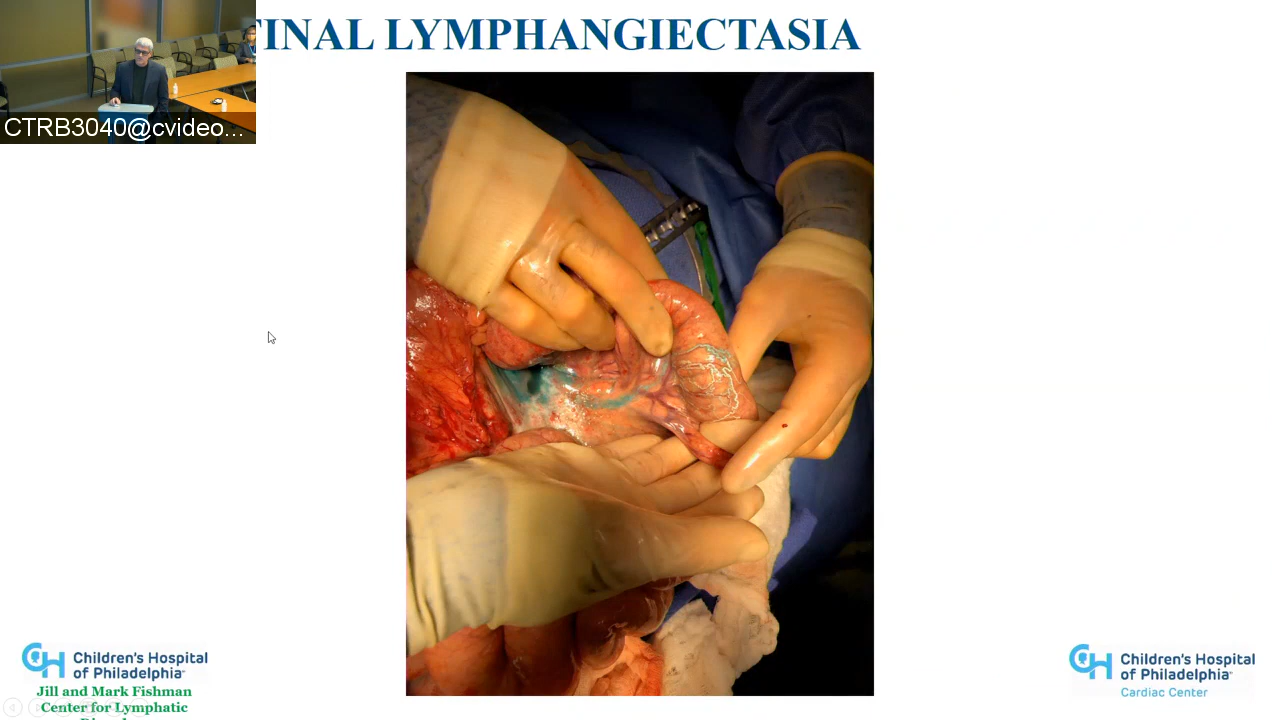 TINAL LYMPHANGIECTASIA
CTRB3040@cvideo...
Children's Hospital
of Philadelphia
Jill and Mark Fishman
Center for Lymphatic
Children's Hospital
of Philadelphia
Cardiac Center